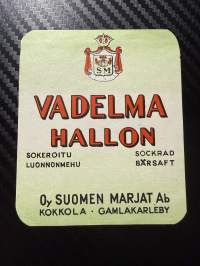 SM
VADELMA
HALLON
SOKEROITU SOCKRAD
LUONNONMEHU BÄRSAFT
Oy SUOMEN MARJAT Ab
KOKKOLA - GAMLAKARLEBY